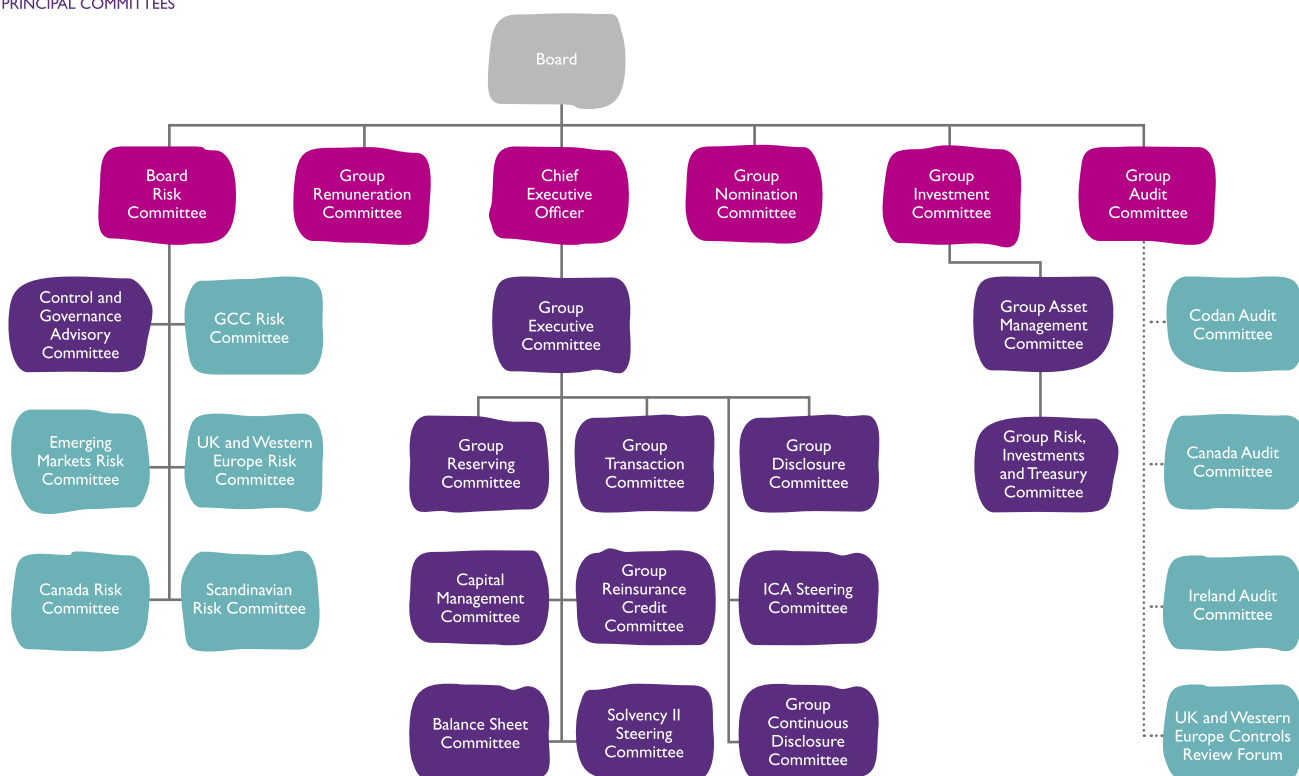 PRINCIPAL COMMITTEES
Board
Board
Risk
Committee
Group
Remuneration
Committee
Chief
Executive
Officer
Group
Nomination
Committee
Group
Investment
Committee
Group
Audit
Committee
Control and
Governance
Advisory
Committee
GCC Risk
Committee
Group
Executive
Committee
Group Asset
Management
Committee
Codan Audit
Committee
Emerging
Markets Risk
Committee
UK and Western
Europe Risk
Committee
Group
Reserving
Committee
Group
Transaction
Committee
Group
Disclosure
Committee
Group Risk,
Investments
and Treasury
Committee
Canada Audit
Committee
Canada Risk
Committee
Scandinavian
Risk Committee
Capital
Management
Committee
Group
Reinsurance
Credit
Committee
ICA Steering
Committee
Ireland Audit
Committee
Balance Sheet
Committee
Solvency II
Steering
Committee
Group
Continuous
Disclosure
Committee
UK and Western
Europe Controls
Review Forum